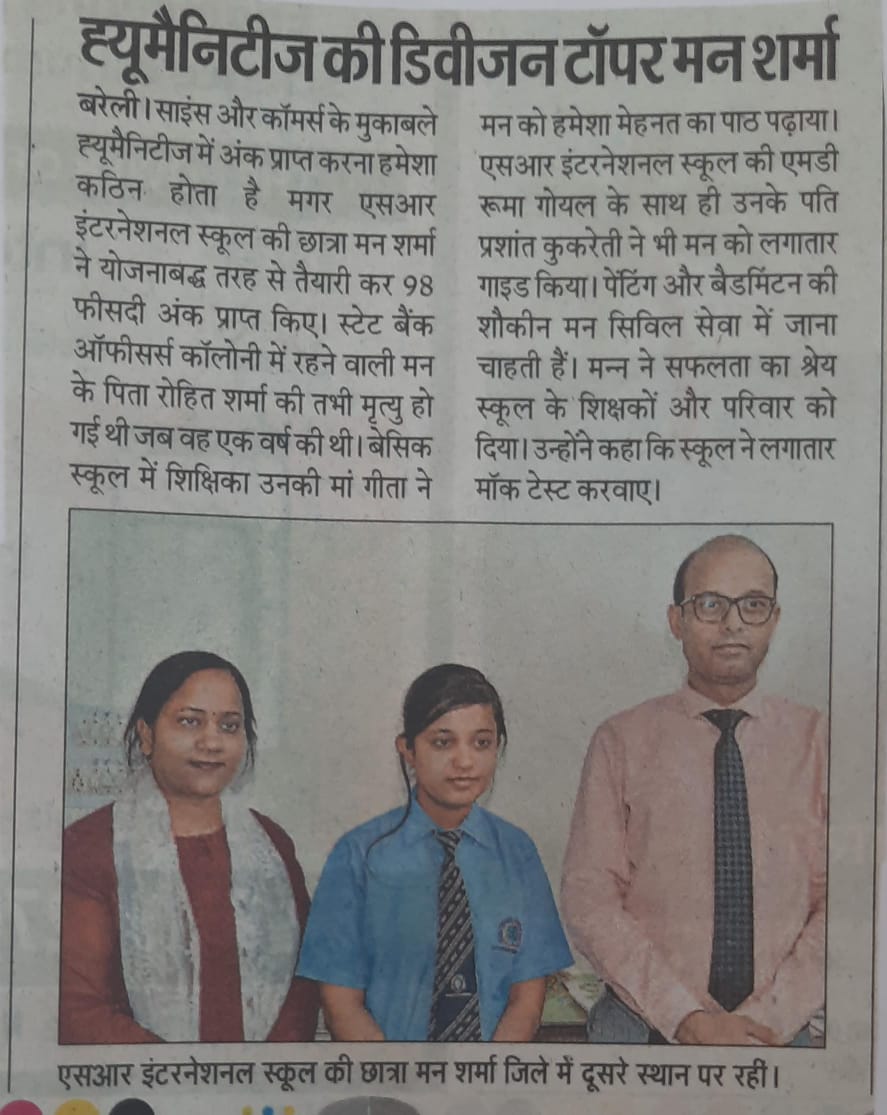 ह्यूमैनिटीज की डिवीजन टॉपर मन शर्मा
बरेली। साइंस और कॉमर्स के मुकाबले
ह्यूमैनिटीज में अंक प्राप्त करना हमेशा
कठिन होता है मगर एसआर
इंटरनेशनल स्कूल की छात्रा मन शर्मा
ने योजनाबद्ध तरह से तैयारी कर 98
फीसदी अंक प्राप्त किए। स्टेट बैंक
ऑफीसर्स कॉलोनी में रहने वाली मन
के पिता रोहित शर्मा की तभी मृत्यु हो
गई थी जब वह एक वर्ष की थी। बेसिक
स्कूल में शिक्षिका उनकी मां गीता ने
मन को हमेशा मेहनत का पाठ पढ़ाया।
एसआर इंटरनेशनल स्कूल की एमडी
रूमा गोयल के साथ ही उनके पति
प्रशांत कुकरेती ने भी मन को लगातार
गाइड किया। पेंटिंग और बैडमिंटन की
शौकीन मन सिविल सेवा में जाना
चाहती हैं। मन्न ने सफलता का श्रेय
स्कूल के शिक्षकों और परिवार को
दिया। उन्होंने कहा कि स्कूल ने लगातार
मॉक टेस्ट करवाए।
एसआर इंटरनेशनल स्कूल की छात्रा मन शर्मा जिले में दूसरे स्थान पर रहीं।